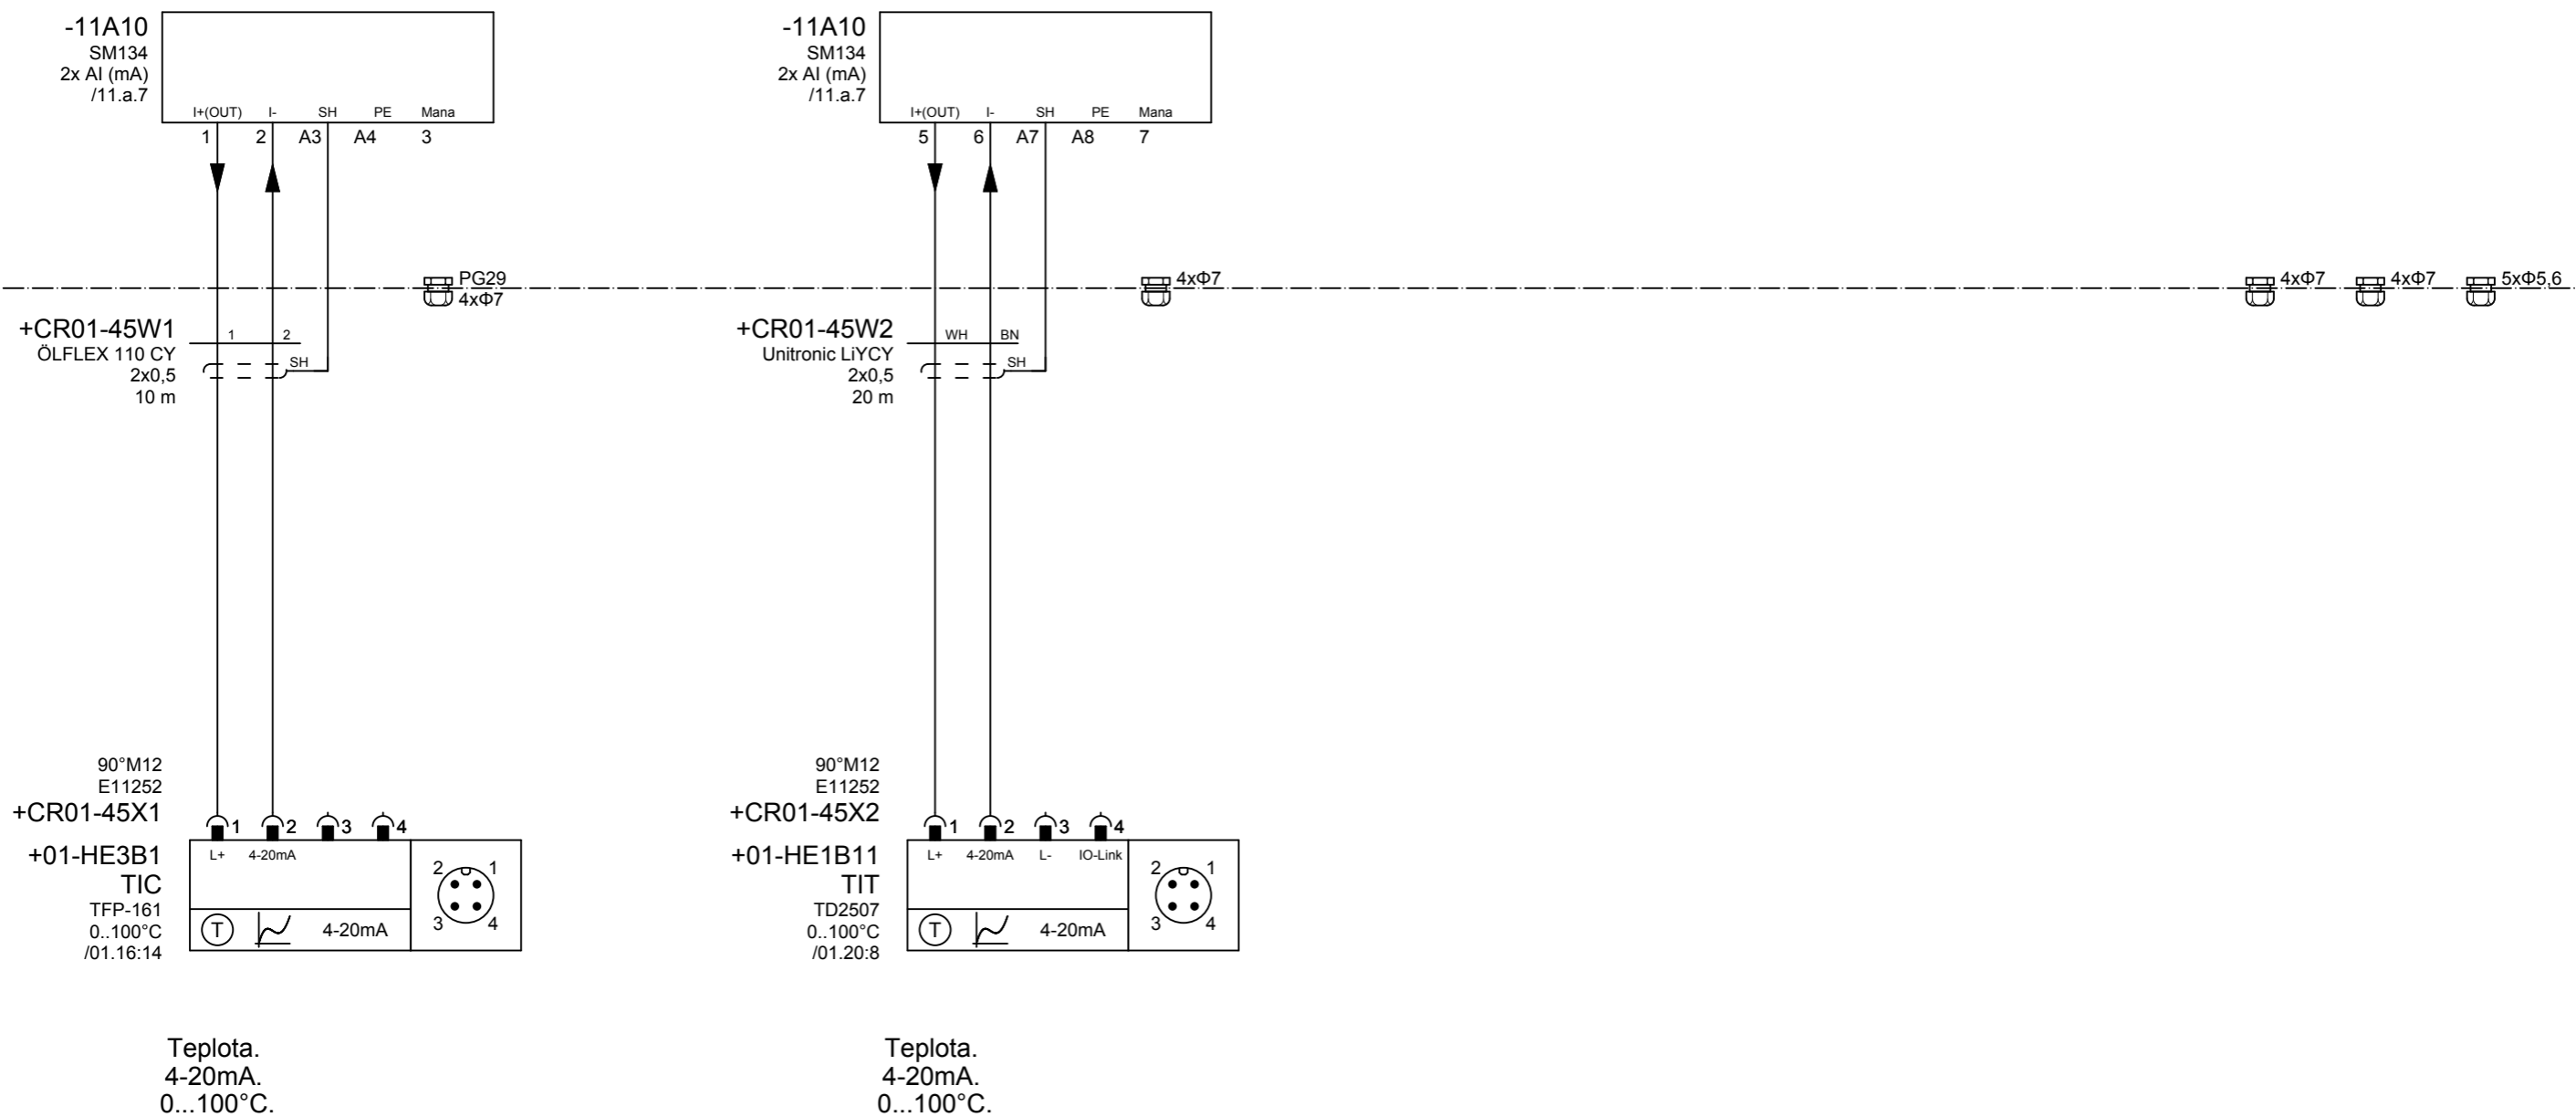 -11A10
SM134
2x AI (mA)
/11.a.7
I+(OUT) I- SH PE Mana
1 2 A3 A4 3
-11A10
SM134
2x AI (mA)
/11.a.7
I+(OUT) I- SH PE Mana
5 6 A7 A8 7
PG29
4xΦ7
4xΦ7
4xΦ7
4xΦ7
5xΦ5,6
+CR01-45W1
ÖLFLEX 110 CY
2x0,5
10 m
1 2
SH
+CR01-45W2
Unitronic LiYCY
2x0,5
20 m
WH BN
SH
90°M12
E11252
+CR01-45X1
1 2 3 4
+01-HE3B1
TIC
TFP-161
0..100°C
/01.16:14
L+ 4-20mA
2 1
3 4
T 4-20mA
90°M12
E11252
+CR01-45X2
1 2 3 4
+01-HE1B11
TIT
TD2507
0..100°C
/01.20:8
L+ 4-20mA L- IO-Link
2 1
3 4
T 4-20mA
Teplota.
4-20mA.
0...100°C.
Teplota.
4-20mA.
0...100°C.